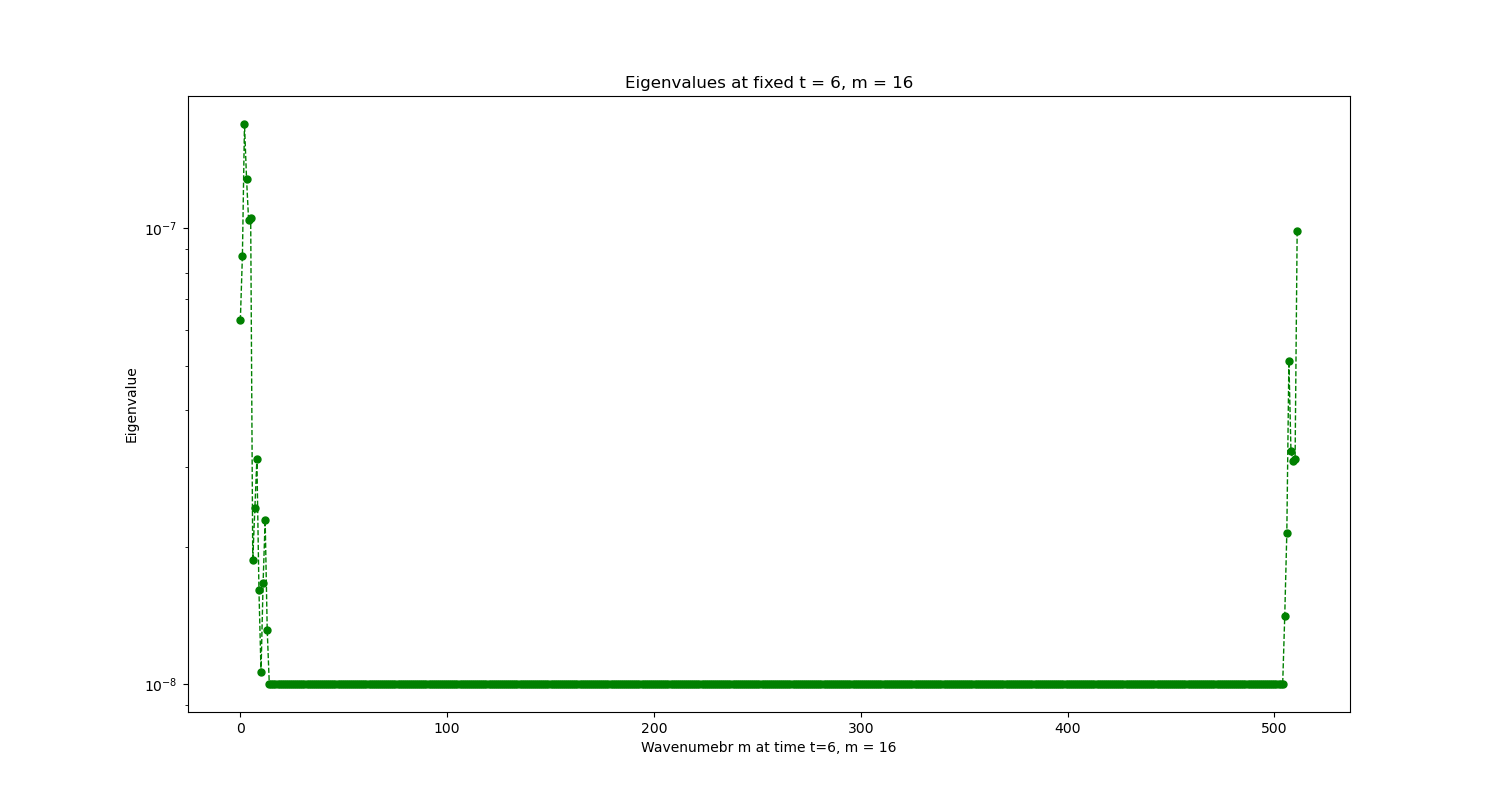 Eigenvalues at fixed t = 6, m = 16
10⁻⁷
Eigenvalue
10⁻⁸
0 100 200 300 400 500
Wavenumebr m at time t=6, m = 16